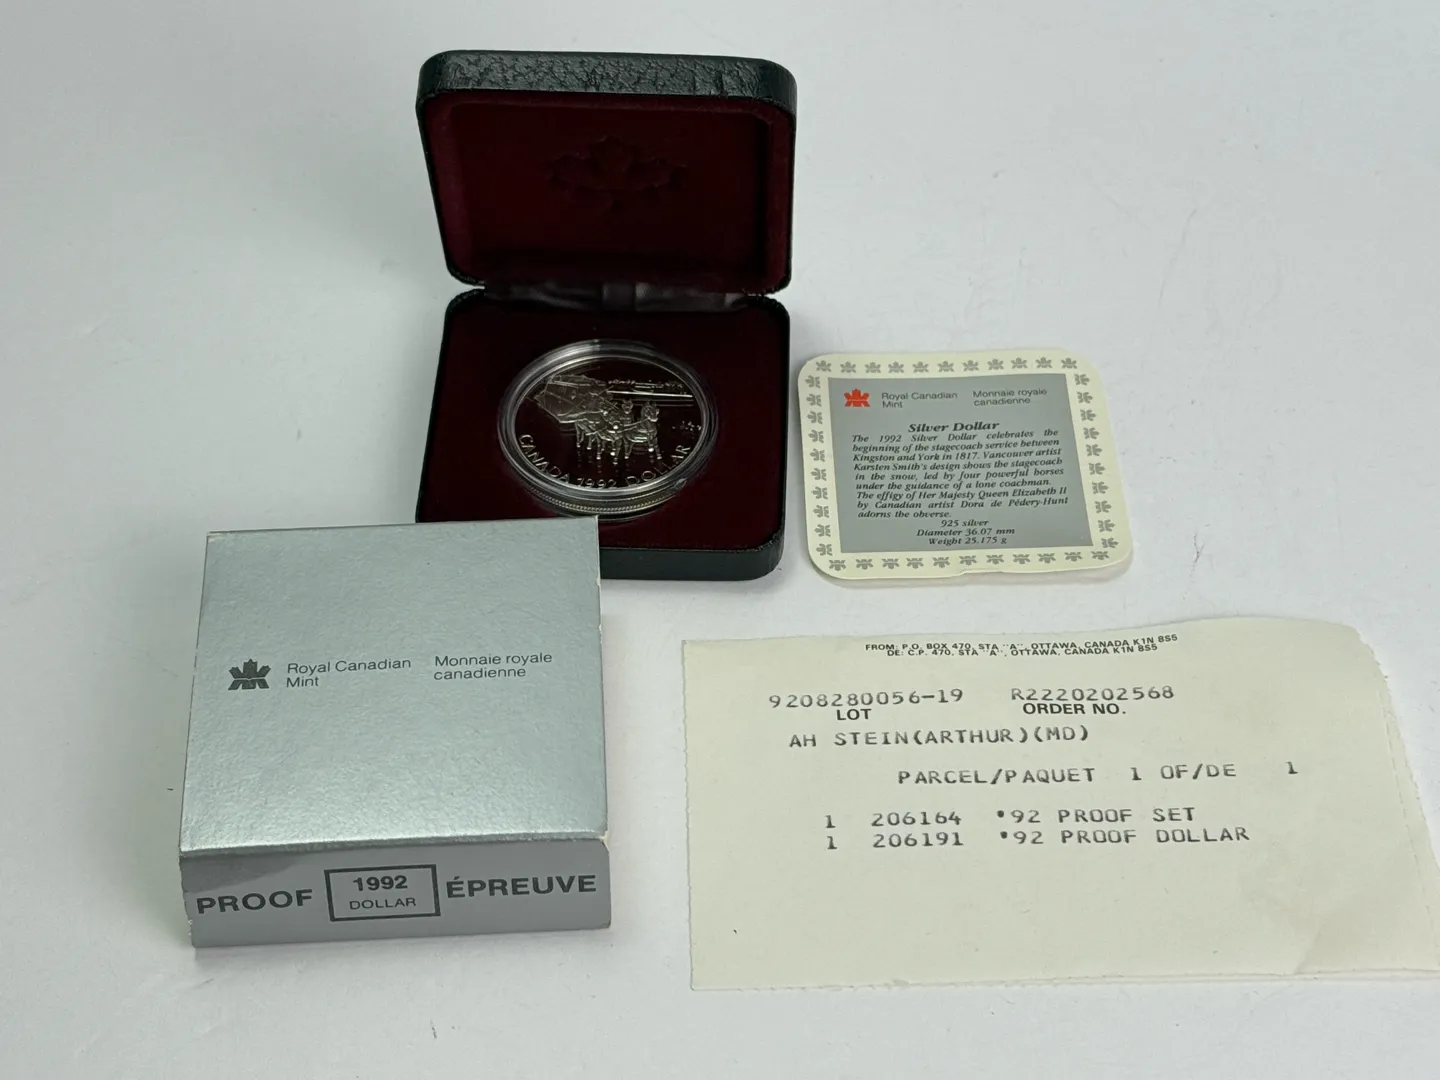 CANADA 1992 DOLLAR
Royal Canadian Monnaie royale
Mint canadienne
Silver Dollar
The 1992 Silver Dollar celebrates the
beginning of the stagecoach service between
Kingston and York in 1817. Vancouver artist
Karsten Smith's design shows the stagecoach
in the snow, led by four powerful horses
under the guidance of a lone coachman.
The effigy of Her Majesty Queen Elizabeth II
by Canadian artist Dora de Pédery-Hunt
adorns the obverse.
925 silver
Diameter 36.07 mm
Weight 25.175 g
Royal Canadian Monnaie royale
Mint canadienne
PROOF 1992 ÉPREUVE
DOLLAR
FROM: P.O. BOX 470, STA "A", OTTAWA, CANADA K1N 8S5
DE: C.P. 470, STA "A", OTTAWA, CANADA K1N 8S5
9208280056-19 R2220202568
LOT ORDER NO.
AH STEIN(ARTHUR)(MD)
PARCEL/PAQUET 1 OF/DE 1
1 206164 '92 PROOF SET
1 206191 '92 PROOF DOLLAR